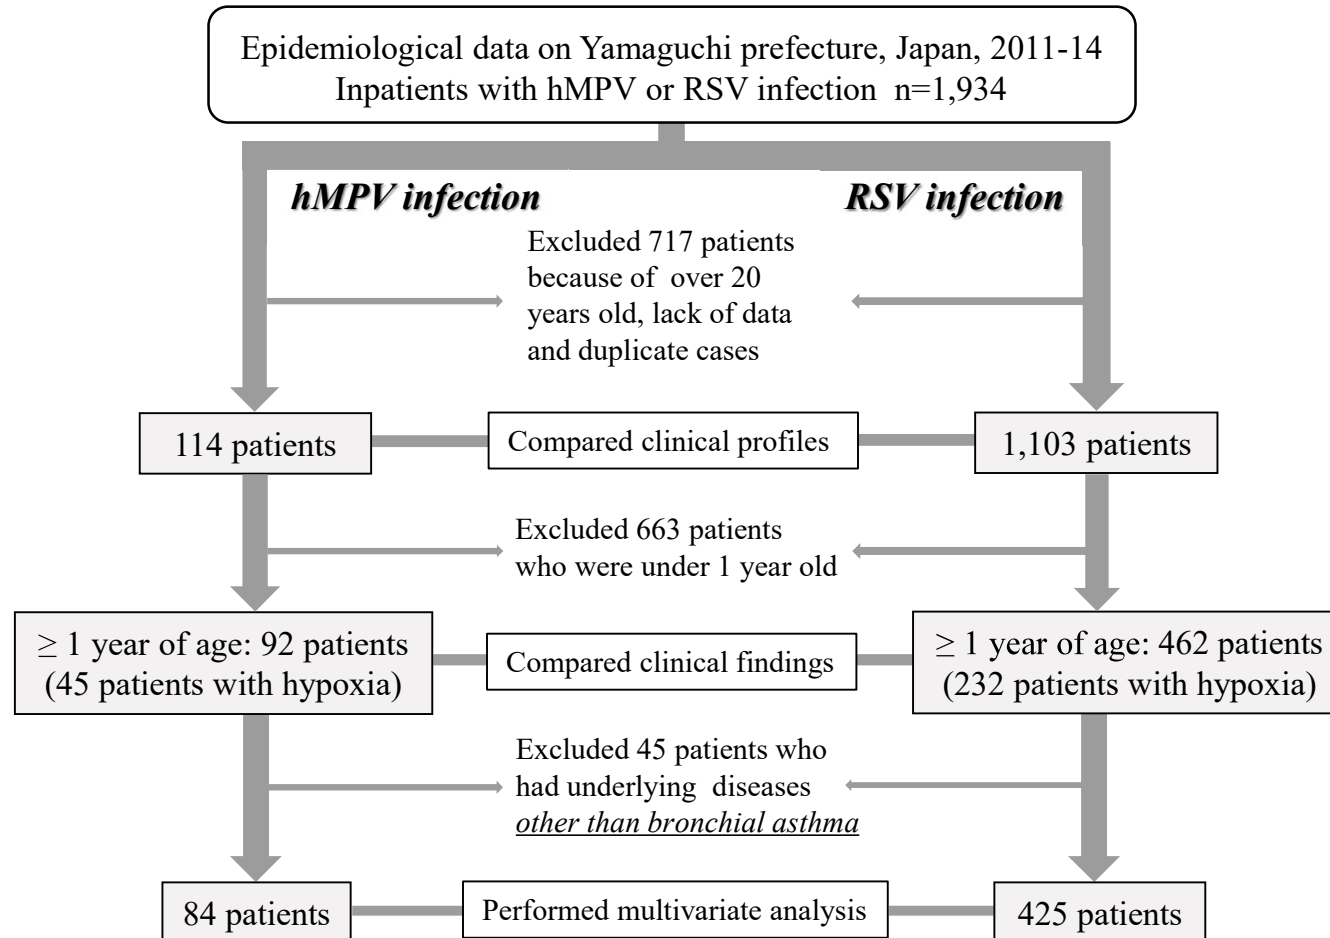 Epidemiological data on Yamaguchi prefecture, Japan, 2011-14
Inpatients with hMPV or RSV infection n=1,934
hMPV infection
RSV infection
Excluded 717 patients
because of over 20
years old, lack of data
and duplicate cases
114 patients
Compared clinical profiles
1,103 patients
Excluded 663 patients
who were under 1 year old
≥ 1 year of age: 92 patients
(45 patients with hypoxia)
Compared clinical findings
≥ 1 year of age: 462 patients
(232 patients with hypoxia)
Excluded 45 patients who
had underlying diseases
other than bronchial asthma
84 patients
Performed multivariate analysis
425 patients